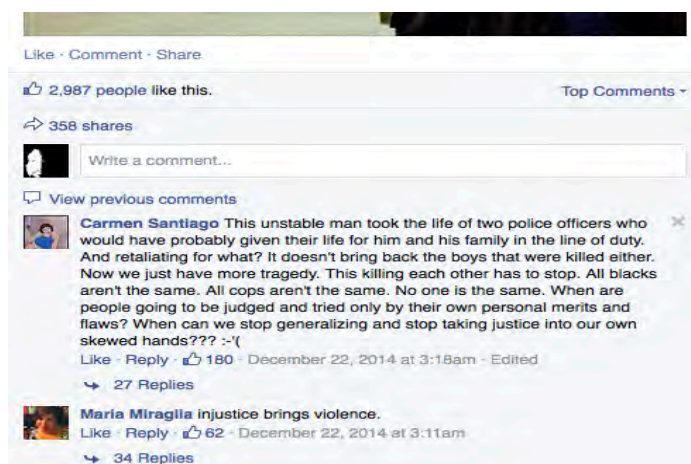 Like · Comment · Share
2,987 people like this.
Top Comments
358 shares
Write a comment...
View previous comments
Carmen Santiago This unstable man took the life of two police officers who
would have probably given their life for him and his family in the line of duty.
And retaliating for what? It doesn't bring back the boys that were killed either.
Now we just have more tragedy. This killing each other has to stop. All blacks
aren't the same. All cops aren't the same. No one is the same. When are
people going to be judged and tried only by their own personal merits and
flaws? When can we stop generalizing and stop taking justice into our own
skewed hands??? :-'(
Like · Reply · 180 · December 22, 2014 at 3:18am · Edited
27 Replies
Maria Miraglia injustice brings violence.
Like · Reply · 62 · December 22, 2014 at 3:11am
34 Replies